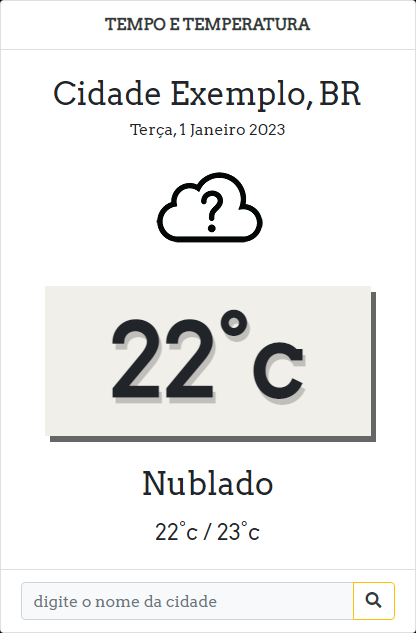 TEMPO E TEMPERATURA
Cidade Exemplo, BR
Terça, 1 Janeiro 2023
?
22°c
Nublado
22°c / 23°c
digite o nome da cidade